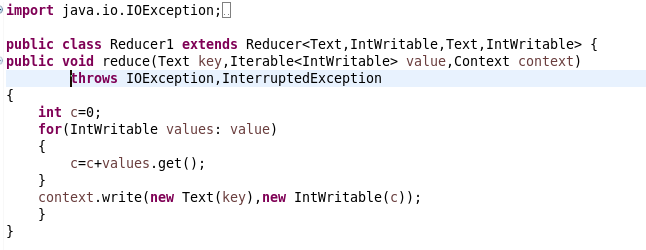 import java.io.IOException;
public class Reducer1 extends Reducer<Text,IntWritable,Text,IntWritable> {
public void reduce(Text key,Iterable<IntWritable> value,Context context)
        throws IOException,InterruptedException
{
    int c=0;
    for(IntWritable values: value)
    {
        c=c+values.get();
    }
    context.write(new Text(key),new IntWritable(c));
    }
}